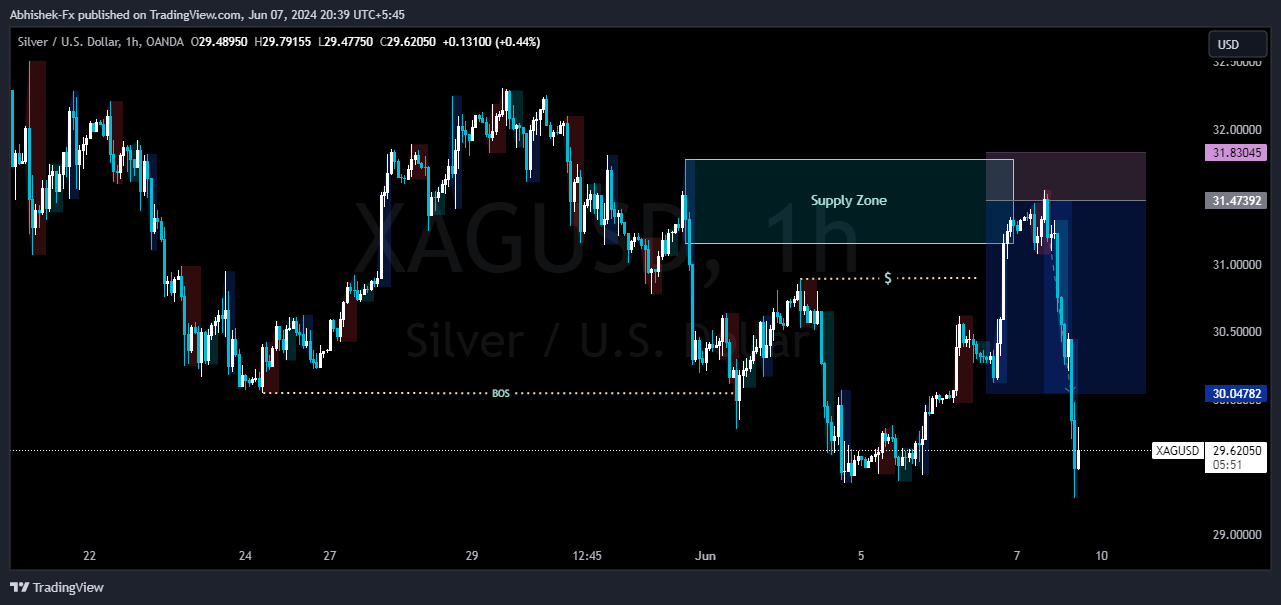 Abhishek-Fx published on TradingView.com, Jun 07, 2024 20:39 UTC+5:45
Silver / U.S. Dollar, 1h, OANDA O29.48950 H29.79155 L29.47750 C29.62050 +0.13100 (+0.44%)
USD
32.50000
32.00000
31.83045
31.47392
Supply Zone
XAGUSD, 1h
31.00000
$
30.50000
Silver / U.S. Dollar
BOS
30.04782
30.00000
XAGUSD 29.62050
05:51
29.00000
22 24 27 29 12:45 Jun 5 7 10
TradingView